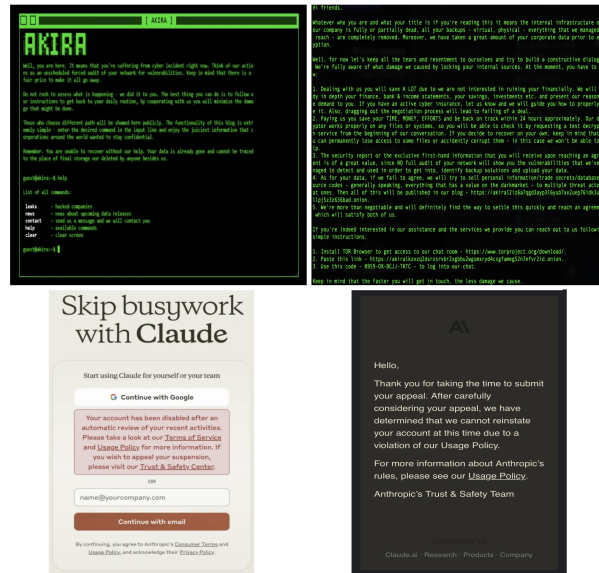 [ AKIRA ]
AKIRA
Well, you are here. It means that you're suffering from cyber incident right now. Think of our actio
ns as an unscheduled forced audit of your network for vulnerabilities. Keep in mind that there is a
fair price to make it all go away.
Do not rush to assess what is happening - we did it to you. The best thing you can do is to follow o
ur instructions to get back to your daily routine, by cooperating with us you will minimize the dama
ge that might be done.
Those who choose different path will be shamed here publicly. The functionality of this blog is extr
emely simple - enter the desired command in the input line and enjoy the juiciest information that c
orporations around the world wanted to stay confidential.
Remember. You are unable to recover without our help. Your data is already gone and cannot be traced
to the place of final storage nor deleted by anyone besides us.
guest@akira:~$ help
List of all commands:
leaks - hacked companies
news - news about upcoming data releases
contact - send us a message and we will contact you
help - available commands
clear - clear screen
guest@akira:~$
Hi friends,
Whatever who you are and what your title is if you're reading this it means the internal infrastructure o
our company is fully or partially dead, all your backups - virtual, physical - everything that we managed
reach - are completely removed. Moreover, we have taken a great amount of your corporate data prior to e
yption.
Well, for now let's keep all the tears and resentment to ourselves and try to build a constructive dialog
We're fully aware of what damage we caused by locking your internal sources. At the moment, you have to
w:
1. Dealing with us you will save A LOT due to we are not interested in ruining your financially. We will
dy in depth your finance, bank & income statements, your savings, investments etc. and present our reason
e demand to you. If you have an active cyber insurance, let us know and we will guide you how to properly
e it. Also, dragging out the negotiation process will lead to failing of a deal.
2. Paying us you save your TIME, MONEY, EFFORTS and be back on track within 24 hours approximately. Our d
yptor works properly on any files or systems, so you will be able to check it by requesting a test decryp
n service from the beginning of our conversation. If you decide to recover on your own, keep in mind that
u can permanently lose access to some files or accidently corrupt them - in this case we won't be able to
lp.
3. The security report or the exclusive first-hand information that you will receive upon reaching an agr
ent is of a great value, since NO full audit of your network will show you the vulnerabilities that we've
naged to detect and used in order to get into, identify backup solutions and upload your data.
4. As for your data, if we fail to agree, we will try to sell personal information/trade secrets/database
ource codes - generally speaking, everything that has a value on the darkmarket - to multiple threat acto
at ones. Then all of this will be published in our blog -
5. We're more than negotiable and will definitely find the way to settle this quickly and reach an agreem
which will satisfy both of us.
If you're indeed interested in our assistance and the services we provide you can reach out to us followi
simple instructions:
1. Install TOR Browser to get access to our chat room - https://www.torproject.org/download/.
2. Paste this link -
3. Use this code - - to log into our chat.
Keep in mind that the faster you will get in touch, the less damage we cause.
Skip busywork
with Claude
Start using Claude for yourself or your team
Continue with Google
Your account has been disabled after an
automatic review of your recent activities.
Please take a look at our Terms of Service
and Usage Policy for more information. If
you wish to appeal your suspension,
please visit our Trust & Safety Center.
OR
name@yourcompany.com
Continue with email
By continuing, you agree to Anthropic's Consumer Terms and
Usage Policy, and acknowledge their Privacy Policy.
Hello,
Thank you for taking the time to submit
your appeal. After carefully
considering your appeal, we have
determined that we cannot reinstate
your account at this time due to a
violation of our Usage Policy.
For more information about Anthropic's
rules, please see our Usage Policy.
Anthropic's Trust & Safety Team
ANTHROPIC
Claude.ai · Research · Products · Company